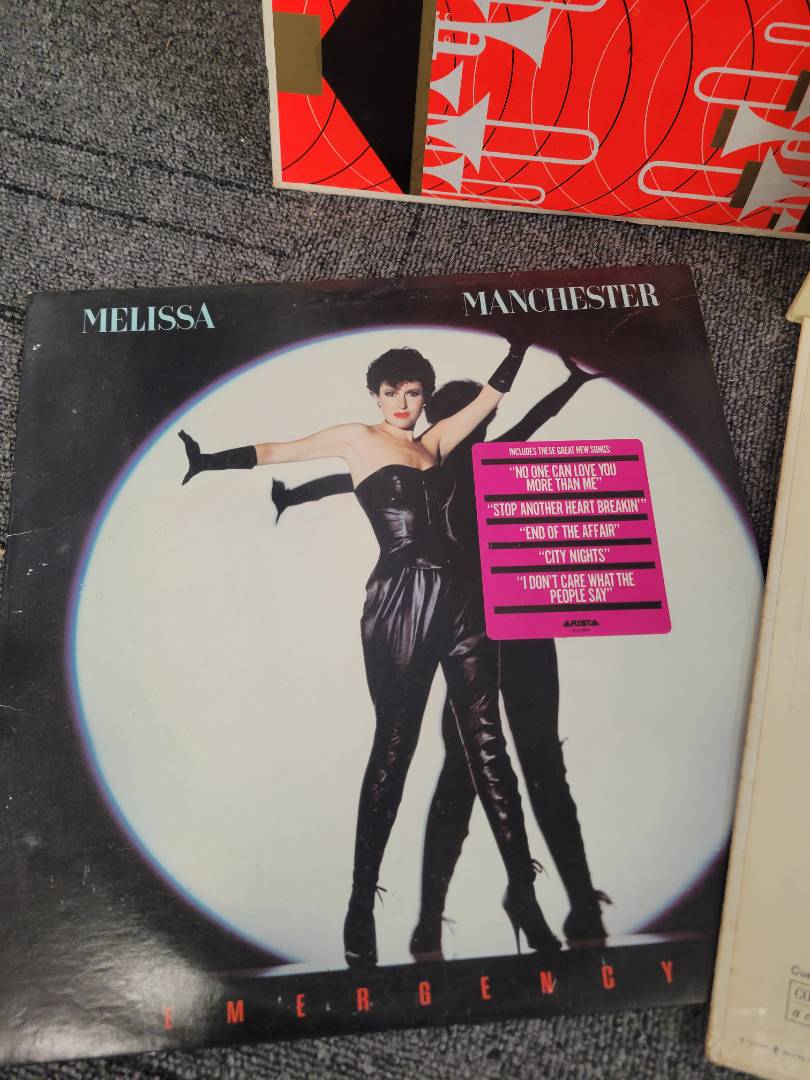 MELISSA MANCHESTER
INCLUDES THESE GREAT NEW SONGS:
"NO ONE CAN LOVE YOU
MORE THAN ME"
"STOP ANOTHER HEART BREAKIN'"
"END OF THE AFFAIR"
"CITY NIGHTS"
"I DON'T CARE WHAT THE
PEOPLE SAY"
ARISTA
EMERGENCY